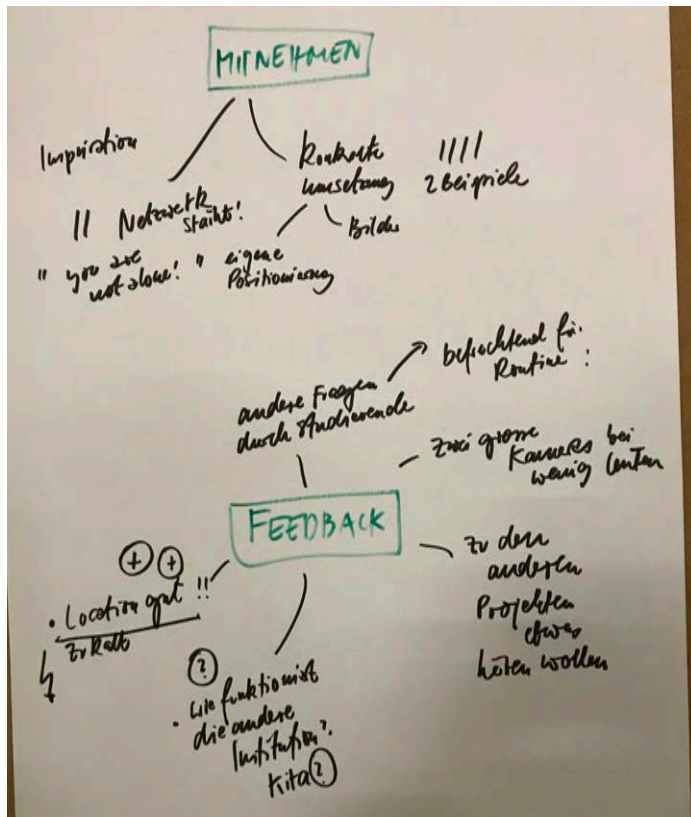 MITNEHMEN
Inspiration
|| Netzwerk
stärkt!
" you are
not alone! "
konkrete
Umsetzung
||||
2 Beispiele
Bilder
eigene
Positionierung
andere Fragen
durch Studierende
befruchtend für
Routine !
zwei grosse
Kameras bei
wenig Leuten
FEEDBACK
+ +
• Location gut !!
zu kalt
zu den
anderen
Projekten
etwas
hören wollen
?
• Wie funktioniert
die andere
Institution?
Kita ?